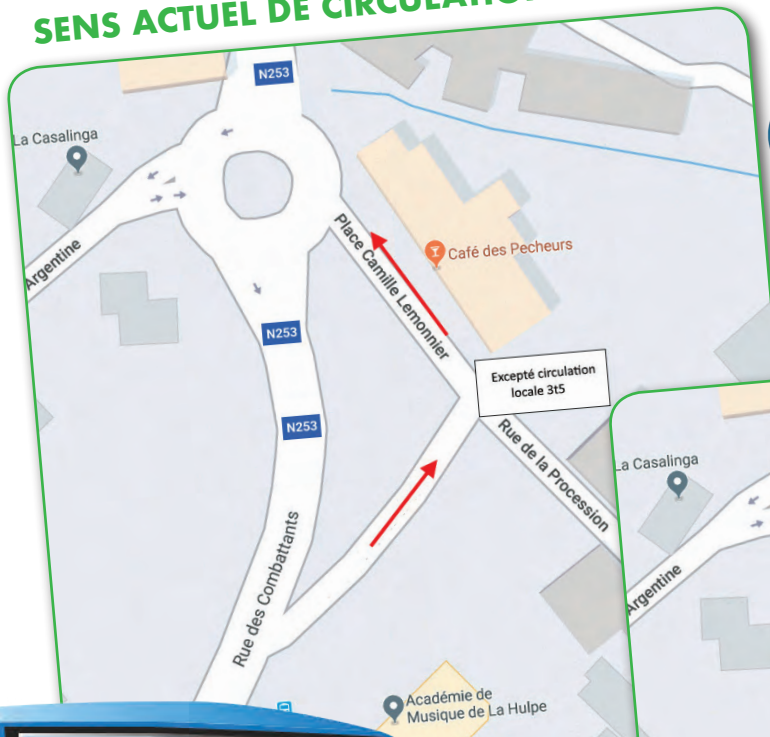 SENS ACTUEL DE CIRCULATION
N253
La Casalinga
Argentine
Place Camille Lemonnier
Café des Pecheurs
N253
Excepté circulation
locale 3t5
N253
Rue de la Procession
Rue des Combattants
La Casalinga
Argentine
Académie de
Musique de La Hulpe